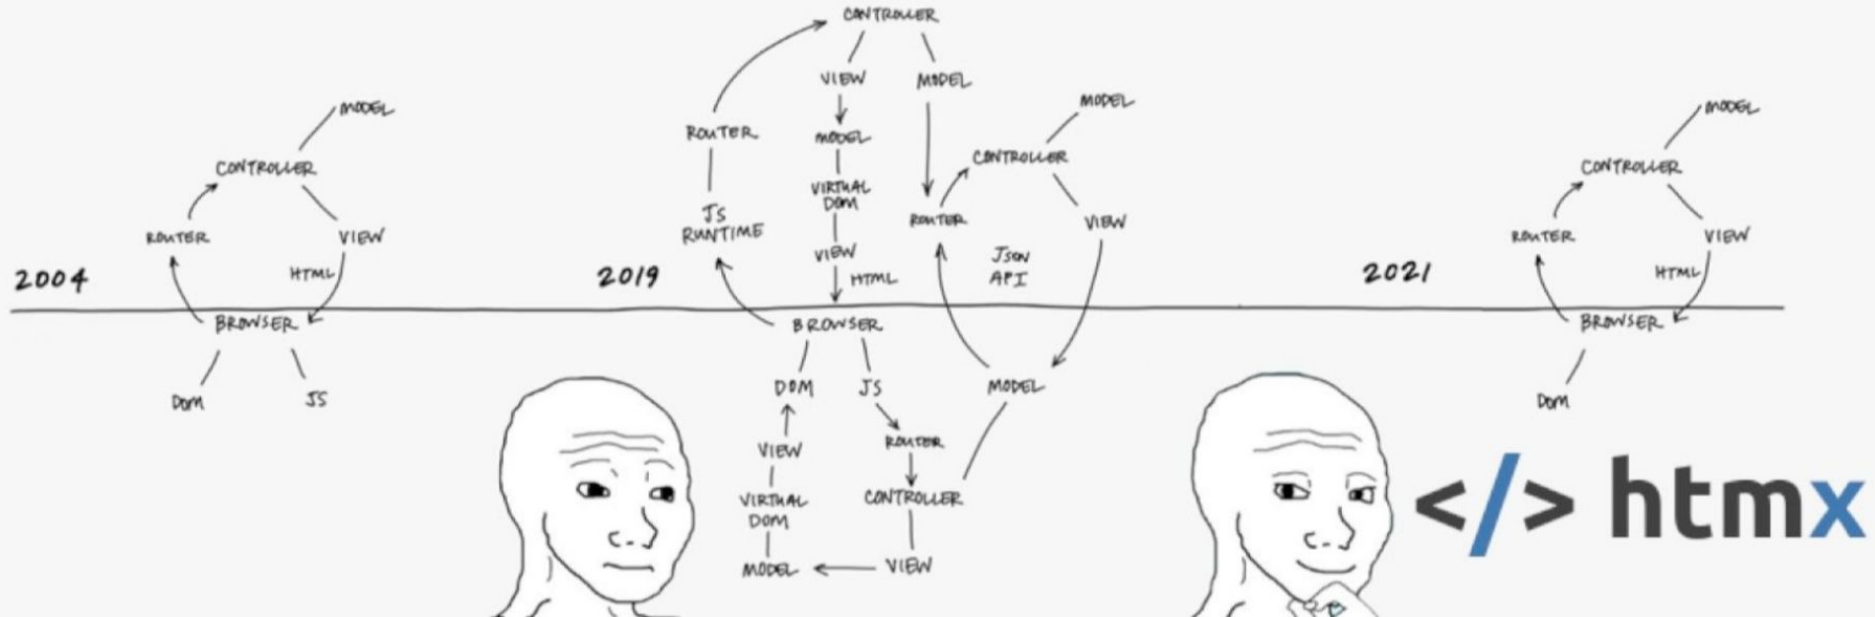 2004
MODEL
CONTROLLER
ROUTER
VIEW
HTML
BROWSER
DOM
JS
2019
CONTROLLER
VIEW
MODEL
ROUTER
MODEL
VIRTUAL
DOM
JS
RUNTIME
VIEW
HTML
MODEL
CONTROLLER
ROUTER
VIEW
JSON
API
BROWSER
DOM
JS
MODEL
VIEW
ROUTER
VIRTUAL
DOM
CONTROLLER
MODEL
VIEW
2021
MODEL
CONTROLLER
ROUTER
VIEW
HTML
BROWSER
DOM
</> htmx